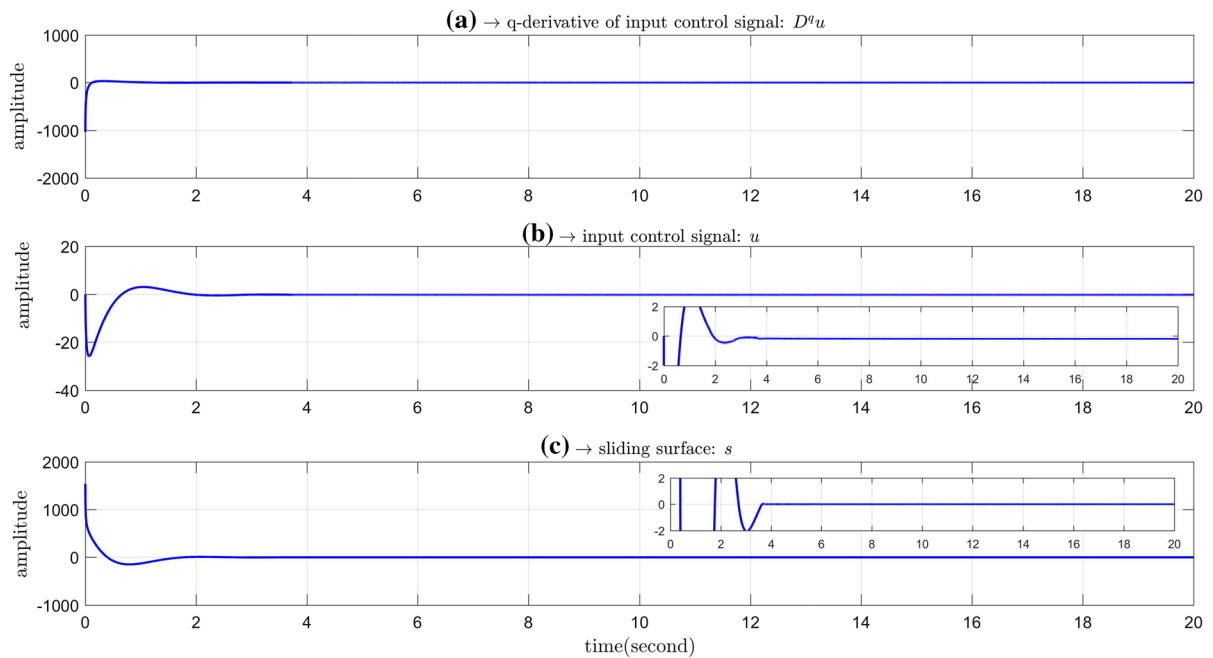 (a) → q-derivative of input control signal: D^q u
1000
0
-1000
-2000
amplitude
0 2 4 6 8 10 12 14 16 18 20
(b) → input control signal: u
20
0
-20
-40
amplitude
2
0
-2
0 2 4 6 8 10 12 14 16 18 20
0 2 4 6 8 10 12 14 16 18 20
(c) → sliding surface: s
2000
1000
0
-1000
amplitude
2
0
-2
0 2 4 6 8 10 12 14 16 18 20
0 2 4 6 8 10 12 14 16 18 20
time(second)